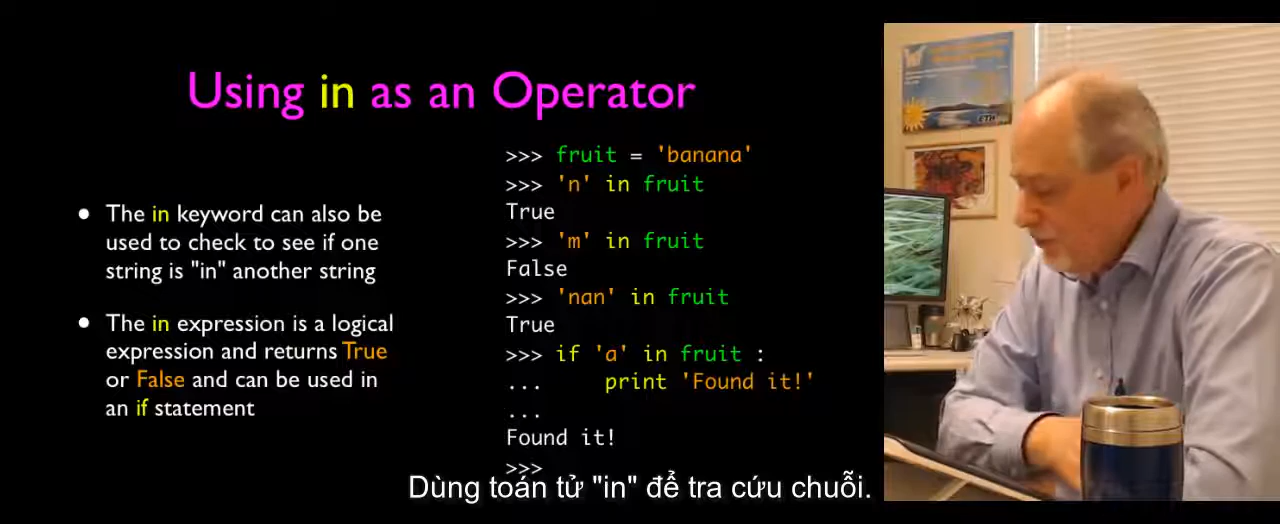 Using in as an Operator
The in keyword can also be
used to check to see if one
string is "in" another string
The in expression is a logical
expression and returns True
or False and can be used in
an if statement
>>> fruit = 'banana'
>>> 'n' in fruit
True
>>> 'm' in fruit
False
>>> 'nan' in fruit
True
>>> if 'a' in fruit :
...     print 'Found it!'
...
Found it!
>>>
Dùng toán tử "in" để tra cứu chuỗi.
ETH